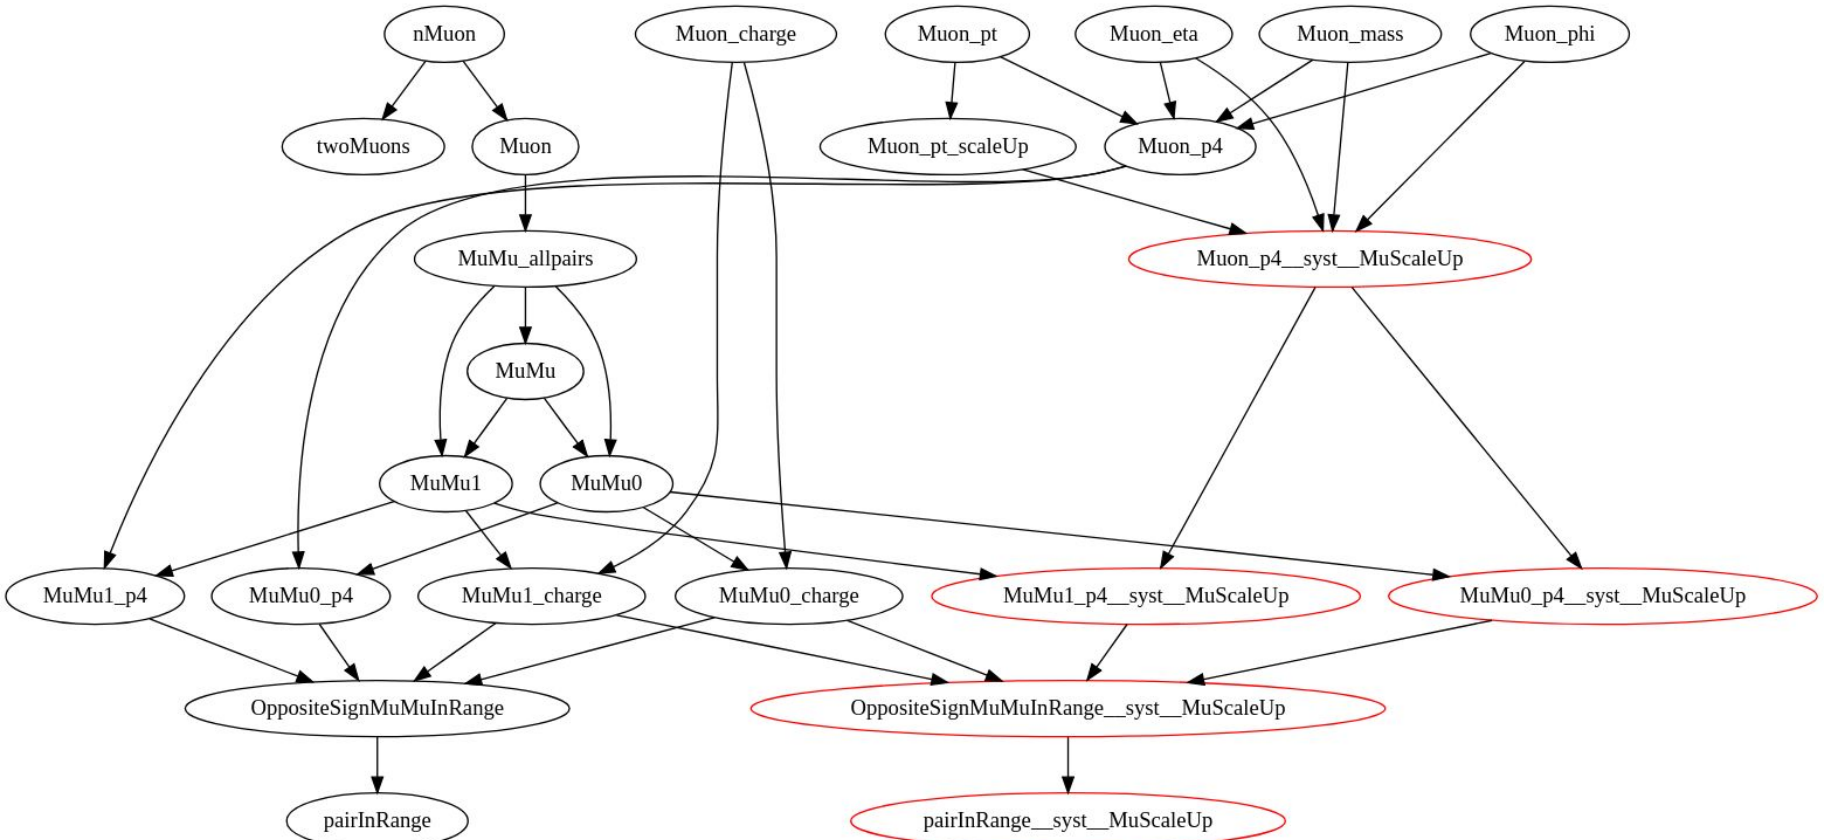 nMuon
Muon_charge
Muon_pt
Muon_eta
Muon_mass
Muon_phi
twoMuons
Muon
Muon_pt_scaleUp
Muon_p4
MuMu_allpairs
Muon_p4__syst__MuScaleUp
MuMu
MuMu1
MuMu0
MuMu1_p4
MuMu0_p4
MuMu1_charge
MuMu0_charge
MuMu1_p4__syst__MuScaleUp
MuMu0_p4__syst__MuScaleUp
OppositeSignMuMuInRange
OppositeSignMuMuInRange__syst__MuScaleUp
pairInRange
pairInRange__syst__MuScaleUp